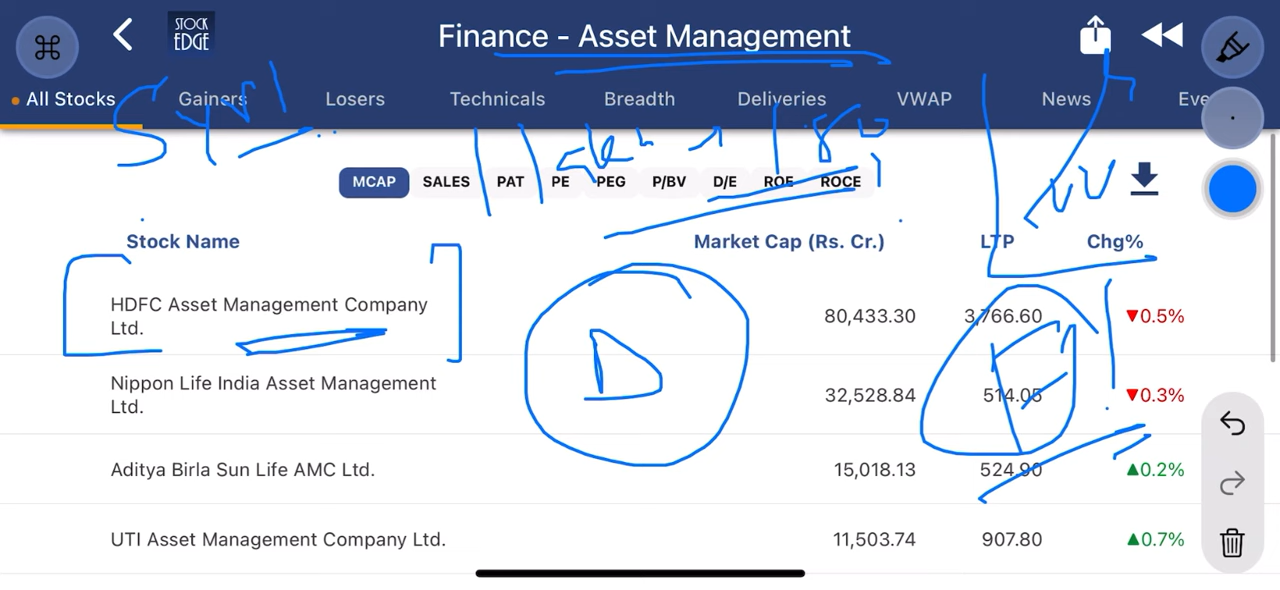 STOCK EDGE
Finance - Asset Management
All Stocks Gainers Losers Technicals Breadth Deliveries VWAP News Eve
MCAP SALES PAT PE PEG P/BV D/E ROE ROCE
Stock Name Market Cap (Rs. Cr.) LTP Chg%
HDFC Asset Management Company Ltd. 80,433.30 3,766.60 ▼0.5%
Nippon Life India Asset Management Ltd. 32,528.84 514.05 ▼0.3%
D
E
Aditya Birla Sun Life AMC Ltd. 15,018.13 524.90 ▲0.2%
UTI Asset Management Company Ltd. 11,503.74 907.80 ▲0.7%